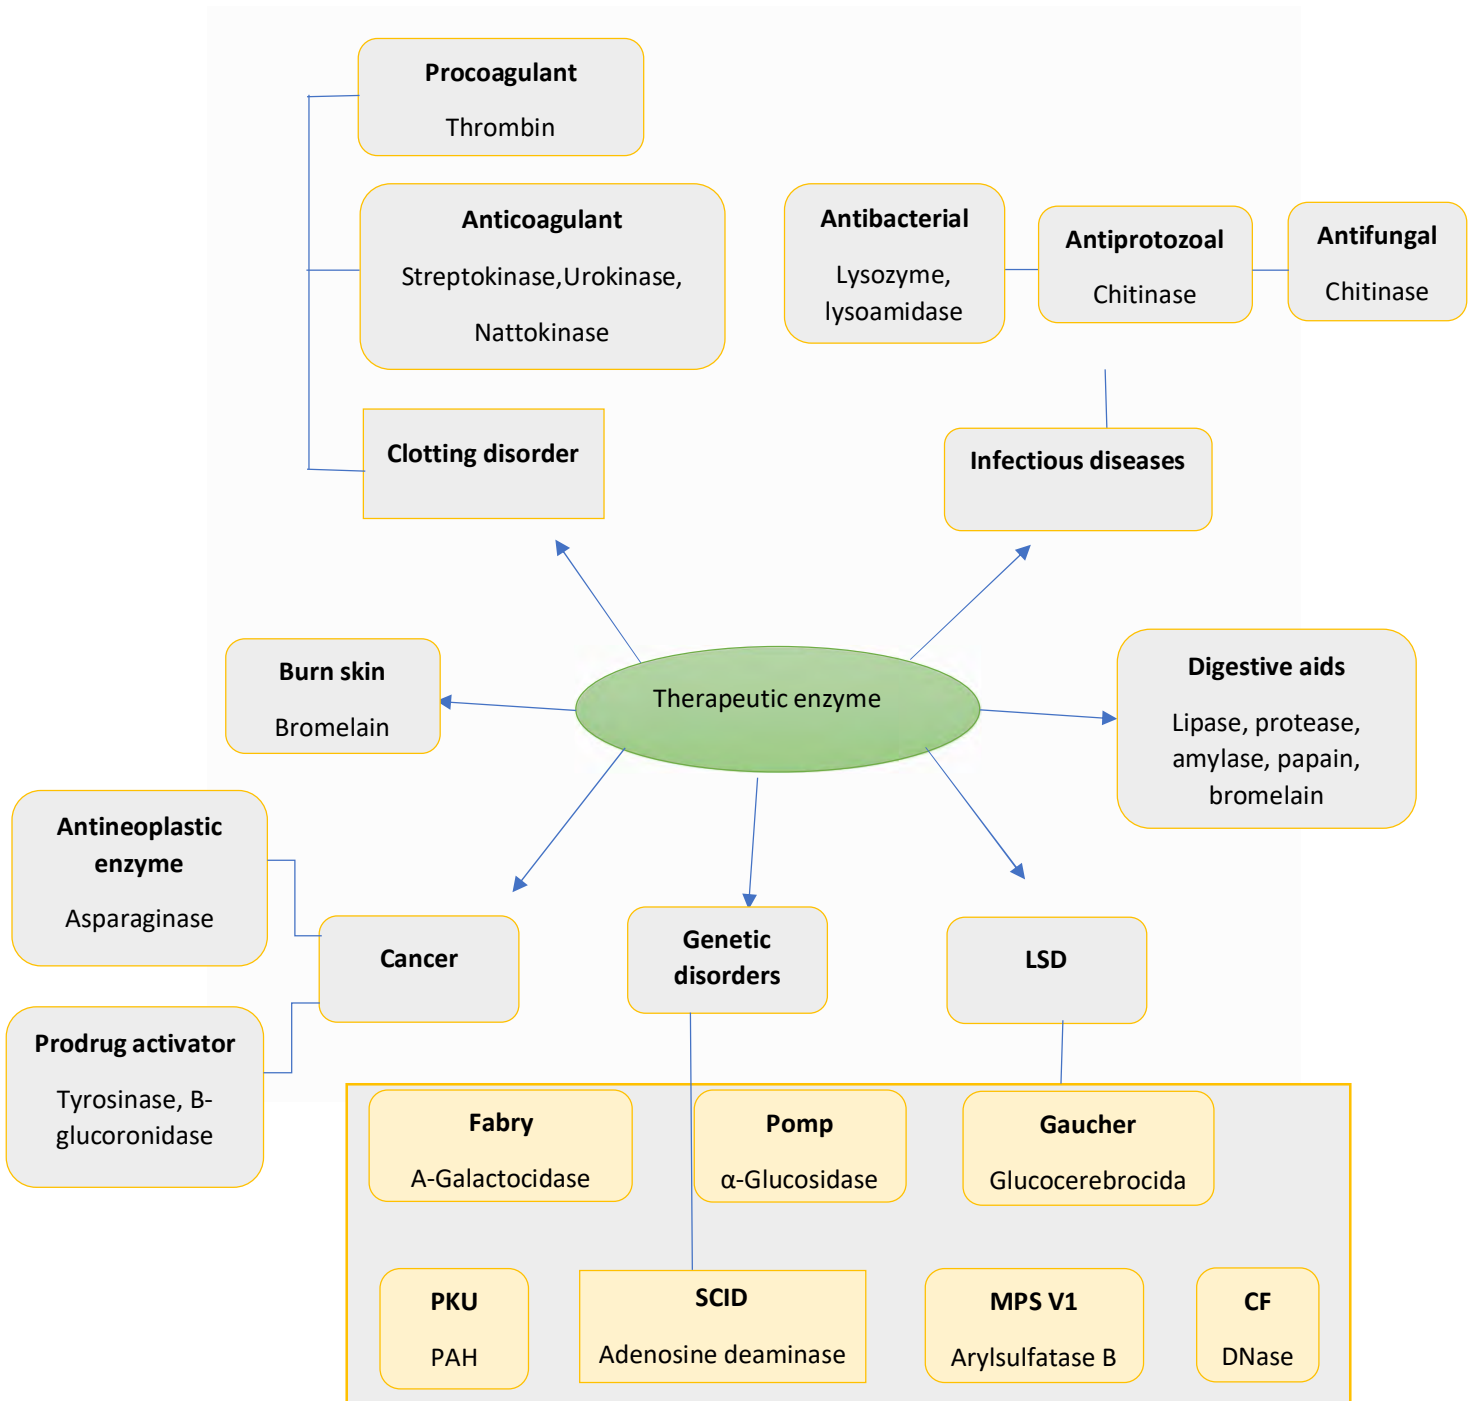 Procoagulant
Thrombin
Anticoagulant
Streptokinase,Urokinase,
Nattokinase
Clotting disorder
Antibacterial
Lysozyme,
lysoamidase
Antiprotozoal
Chitinase
Antifungal
Chitinase
Infectious diseases
Therapeutic enzyme
Burn skin
Bromelain
Digestive aids
Lipase, protease,
amylase, papain,
bromelain
Antineoplastic
enzyme
Asparaginase
Cancer
Prodrug activator
Tyrosinase, B-
glucoronidase
Genetic
disorders
LSD
Fabry
A-Galactocidase
Pomp
α-Glucosidase
Gaucher
Glucocerebrocida
PKU
PAH
SCID
Adenosine deaminase
MPS V1
Arylsulfatase B
CF
DNase